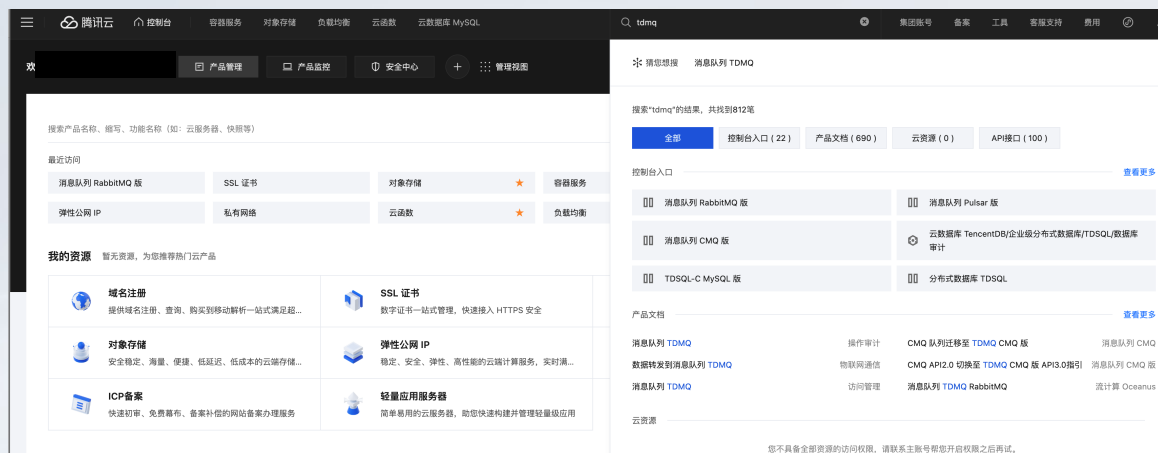 腾讯云 控制台 容器服务 对象存储 负载均衡 云函数 云数据库 MySQL tdmq 集团账号 备案 工具 客服支持 费用
欢 产品管理 产品监控 安全中心 管理视图
搜索产品名称、缩写、功能名称（如：云服务器、快照等）
最近访问
消息队列 RabbitMQ 版 SSL 证书 对象存储 容器服务
弹性公网 IP 私有网络 云函数 负载均衡
我的资源 暂无资源，为您推荐热门云产品
域名注册
提供域名注册、查询、购买到移动解析一站式满足超...
SSL 证书
数字证书一站式管理，快速接入 HTTPS 安全
对象存储
安全稳定、海量、便捷、低延迟、低成本的云端存储...
弹性公网 IP
稳定、安全、弹性、高性能的云端计算服务，实时满...
ICP备案
快速初审、免费幕布、备案补偿的网站备案办理服务
轻量应用服务器
简单易用的云服务器，助您快速构建并管理轻量级应用
猜您想搜 消息队列 TDMQ
搜索"tdmq"的结果，共找到812笔
全部 控制台入口 ( 22 ) 产品文档 ( 690 ) 云资源 ( 0 ) API接口 ( 100 )
控制台入口 查看更多
消息队列 RabbitMQ 版 消息队列 Pulsar 版
消息队列 CMQ 版
云数据库 TencentDB/企业级分布式数据库/TDSQL/数据库
审计
TDSQL-C MySQL 版 分布式数据库 TDSQL
产品文档 查看更多
消息队列 TDMQ 操作审计 CMQ 队列迁移至 TDMQ CMQ 版 消息队列 CMQ
数据转发到消息队列 TDMQ 物联网通信 CMQ API2.0 切换至 TDMQ CMQ 版 API3.0指引 消息队列 CMQ 版
消息队列 TDMQ 访问管理 消息队列 TDMQ RabbitMQ 流计算 Oceanus
云资源
您不具备全部资源的访问权限，请联系主账号帮您开启权限之后再试。